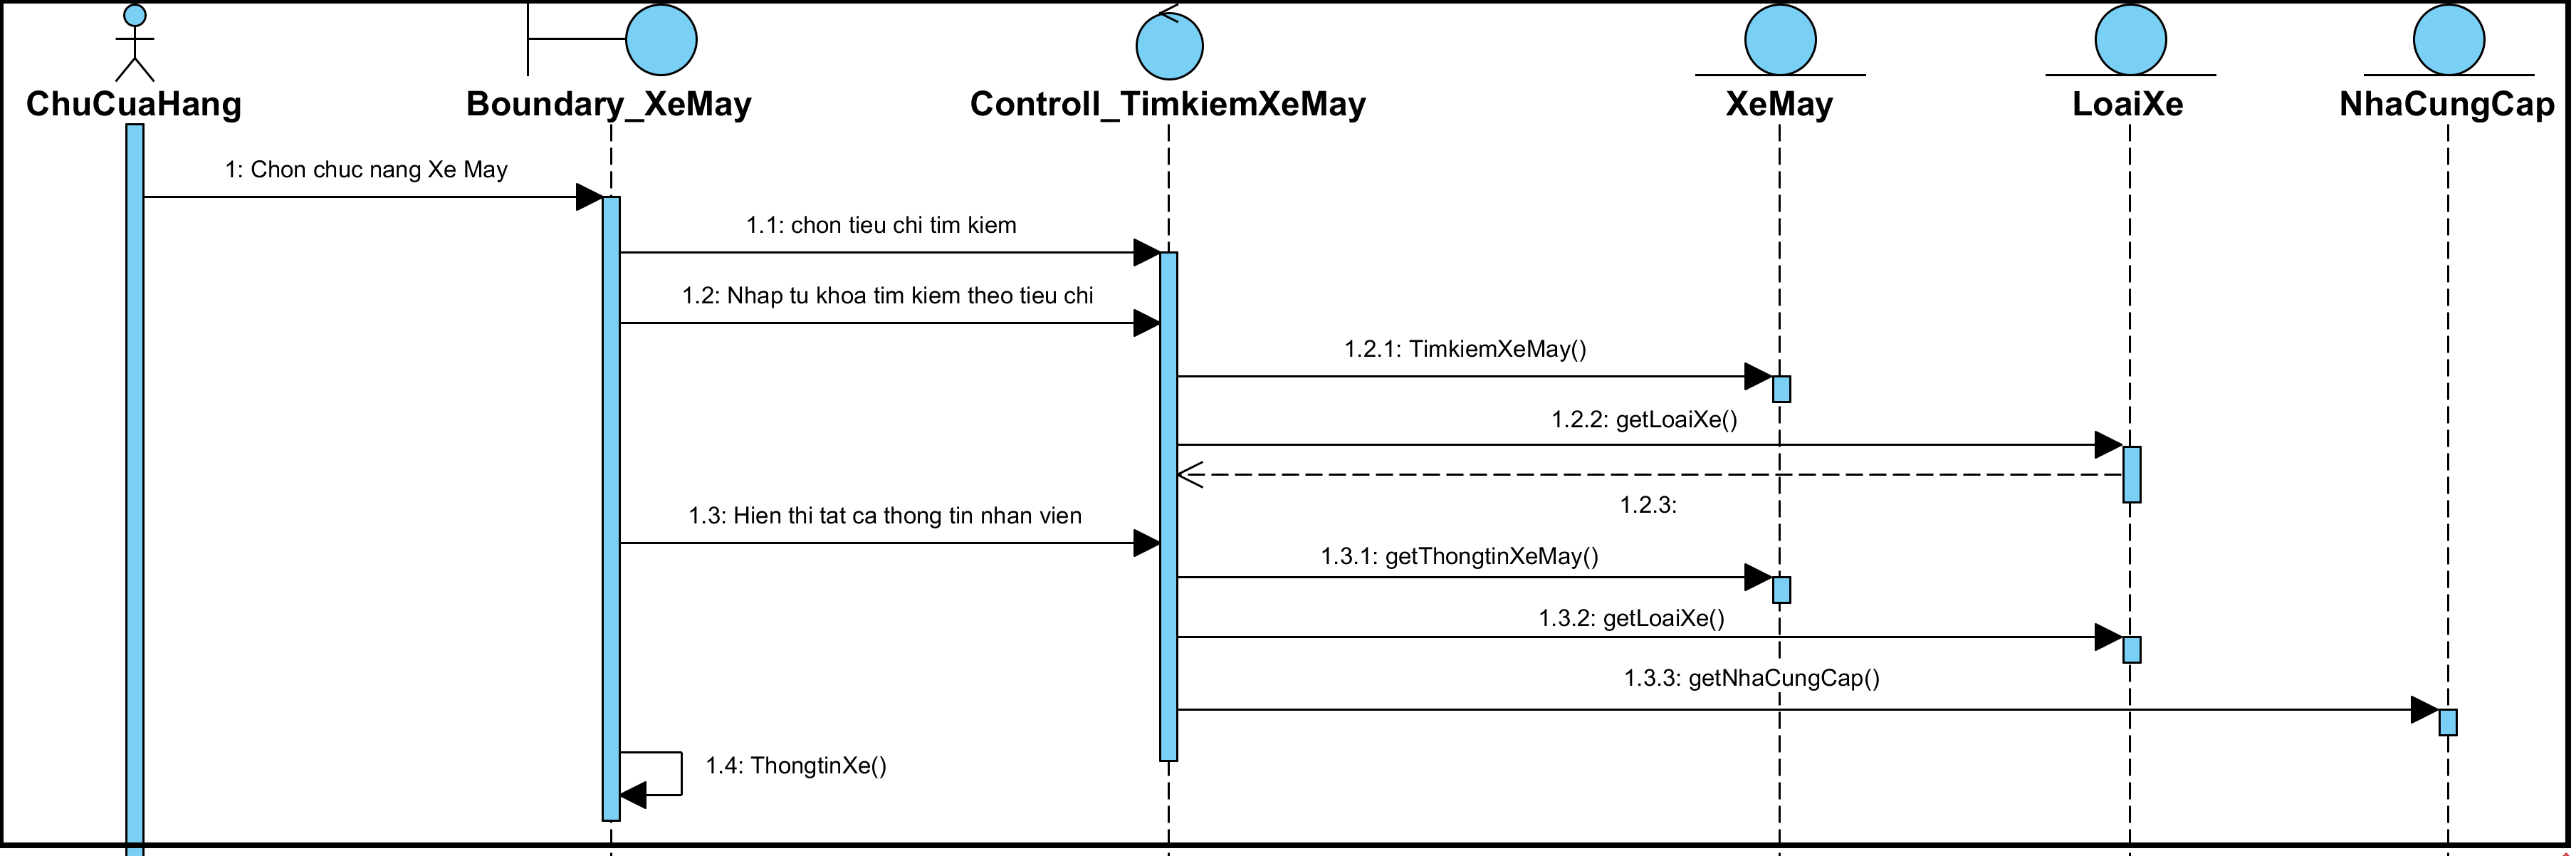 ChuCuaHang
Boundary_XeMay
Controll_TimkiemXeMay
XeMay
LoaiXe
NhaCungCap
1: Chon chuc nang Xe May
1.1: chon tieu chi tim kiem
1.2: Nhap tu khoa tim kiem theo tieu chi
1.2.1: TimkiemXeMay()
1.2.2: getLoaiXe()
1.2.3:
1.3: Hien thi tat ca thong tin nhan vien
1.3.1: getThongtinXeMay()
1.3.2: getLoaiXe()
1.3.3: getNhaCungCap()
1.4: ThongtinXe()